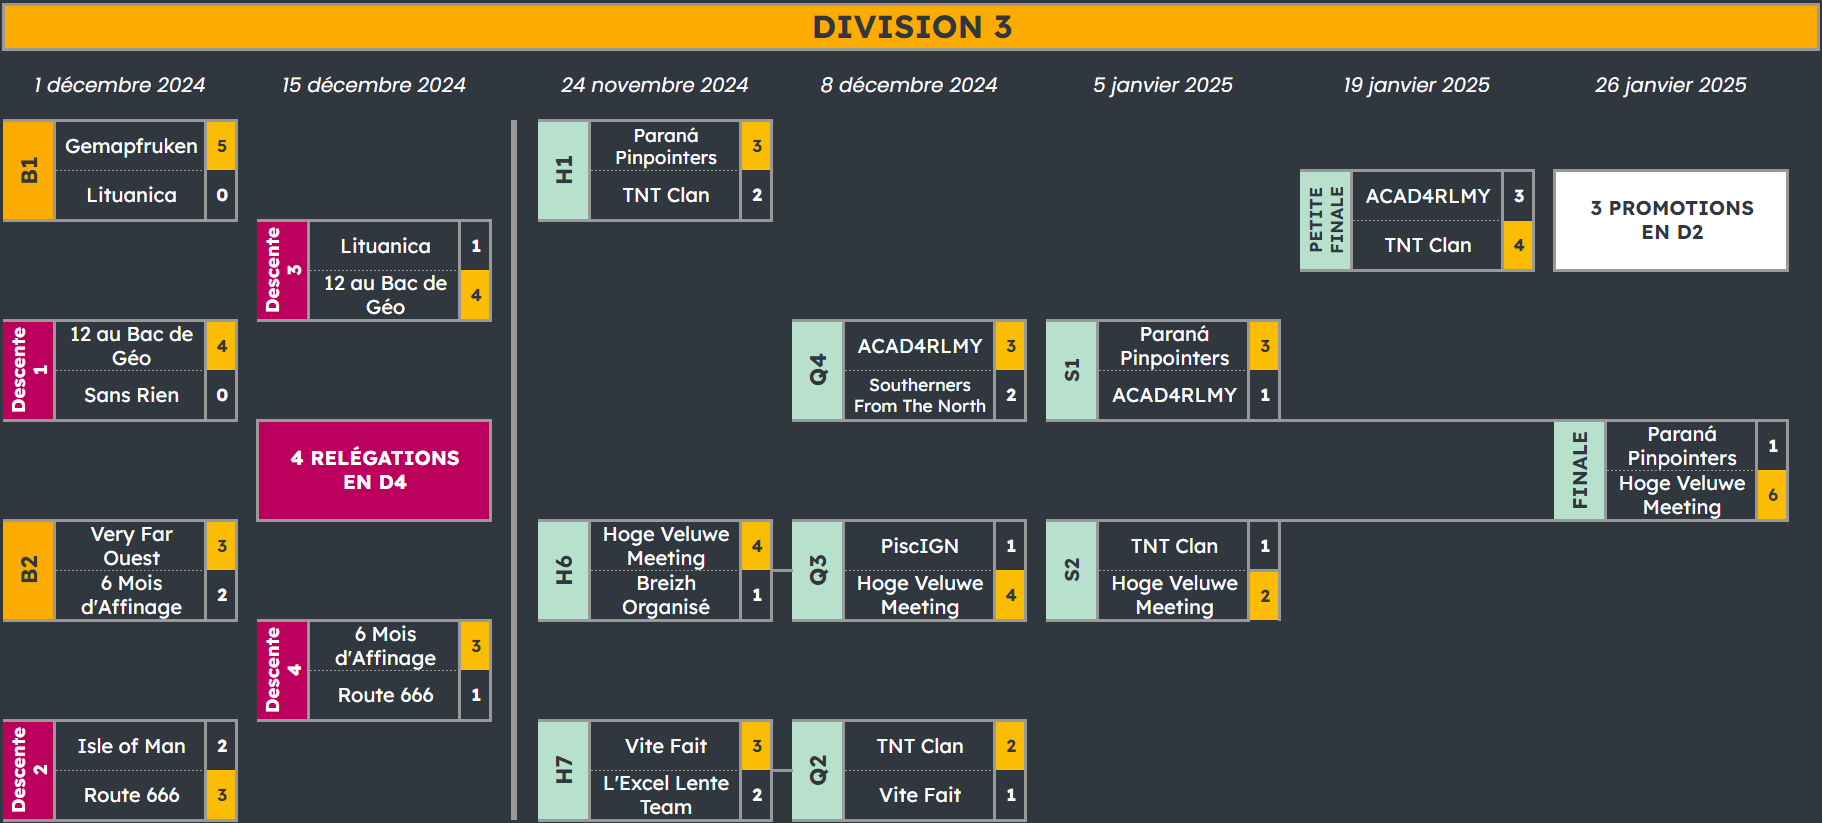 DIVISION 3
1 décembre 2024
15 décembre 2024
24 novembre 2024
8 décembre 2024
5 janvier 2025
19 janvier 2025
26 janvier 2025
B1
Gemapfruken 5
Lituanica 0
Descente
3
Lituanica 1
12 au Bac de
Géo 4
Descente
1
12 au Bac de
Géo 4
Sans Rien 0
4 RELÉGATIONS
EN D4
B2
Very Far
Ouest 3
6 Mois
d'Affinage 2
Descente
4
6 Mois
d'Affinage 3
Route 666 1
Descente
2
Isle of Man 2
Route 666 3
H1
Paraná
Pinpointers 3
TNT Clan 2
H6
Hoge Veluwe
Meeting 4
Breizh
Organisé 1
H7
Vite Fait 3
L'Excel Lente
Team 2
Q4
ACAD4RLMY 3
Southerners
From The North 2
Q3
PiscIGN 1
Hoge Veluwe
Meeting 4
Q2
TNT Clan 2
Vite Fait 1
S1
Paraná
Pinpointers 3
ACAD4RLMY 1
S2
TNT Clan 1
Hoge Veluwe
Meeting 2
PETITE
FINALE
ACAD4RLMY 3
TNT Clan 4
3 PROMOTIONS
EN D2
FINALE
Paraná
Pinpointers 1
Hoge Veluwe
Meeting 6